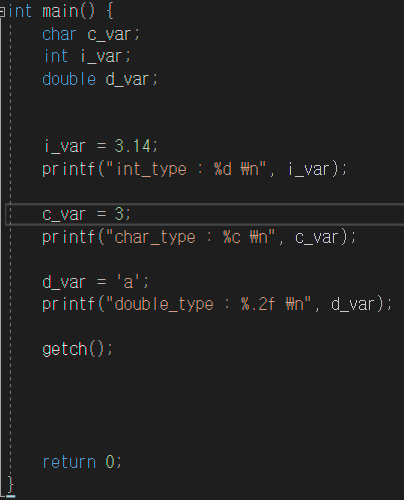 int main() {
char c_var;
int i_var;
double d_var;
i_var = 3.14;
printf("int_type : %d ₩n", i_var);
c_var = 3;
printf("char_type : %c ₩n", c_var);
d_var = 'a';
printf("double_type : %.2f ₩n", d_var);
getch();
return 0;
}